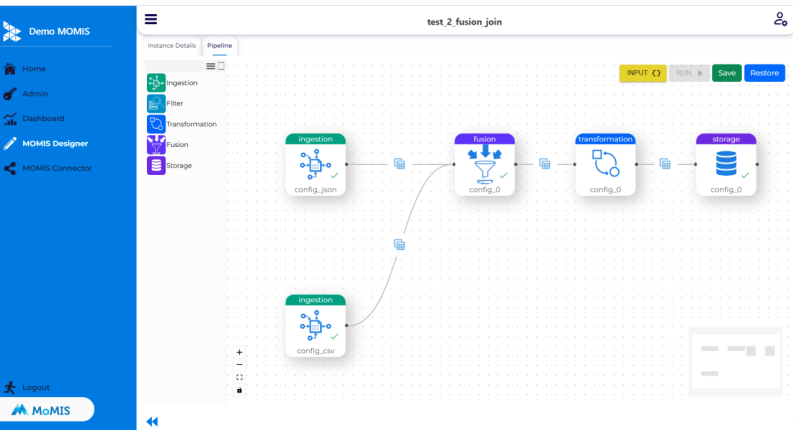 Demo MOMIS
test_2_fusion_join
Home
Admin
Dashboard
MOMIS Designer
MOMIS Connector
Logout
MOMIS
Instance Details
Pipeline
Ingestion
Filter
Transformation
Fusion
Storage
INPUT {}
RUN
Save
Restore
ingestion
config_json
fusion
config_0
transformation
config_0
storage
config_0
ingestion
config_csv